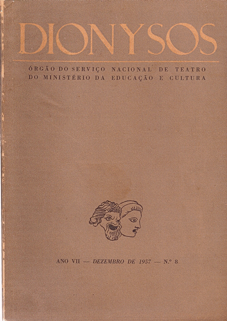 DIONYSOS
ÓRGÃO DO SERVIÇO NACIONAL DE TEATRO
DO MINISTÉRIO DA EDUCAÇÃO E CULTURA
ANO VII — DEZEMBRO DE 1957 — N.º 8